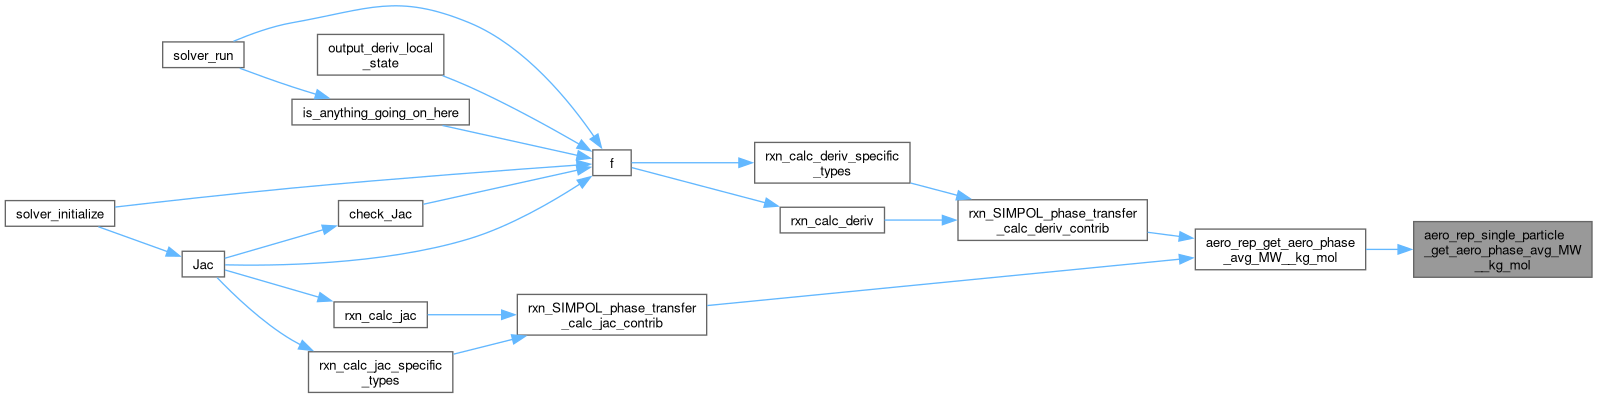 solver_run
output_deriv_local
_state
is_anything_going_on_here
f
rxn_calc_deriv_specific
_types
solver_initialize
check_Jac
rxn_calc_deriv
rxn_SIMPOL_phase_transfer
_calc_deriv_contrib
aero_rep_get_aero_phase
_avg_MW__kg_mol
aero_rep_single_particle
_get_aero_phase_avg_MW
__kg_mol
Jac
rxn_calc_jac
rxn_SIMPOL_phase_transfer
_calc_jac_contrib
rxn_calc_jac_specific
_types